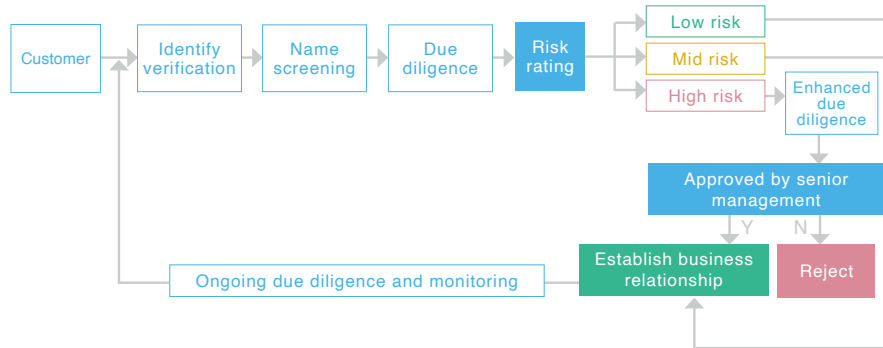 Customer
Identify
verification
Name
screening
Due
diligence
Risk
rating
Low risk
Mid risk
High risk
Enhanced
due
diligence
Approved by senior
management
Y
N
Establish business
relationship
Reject
Ongoing due diligence and monitoring